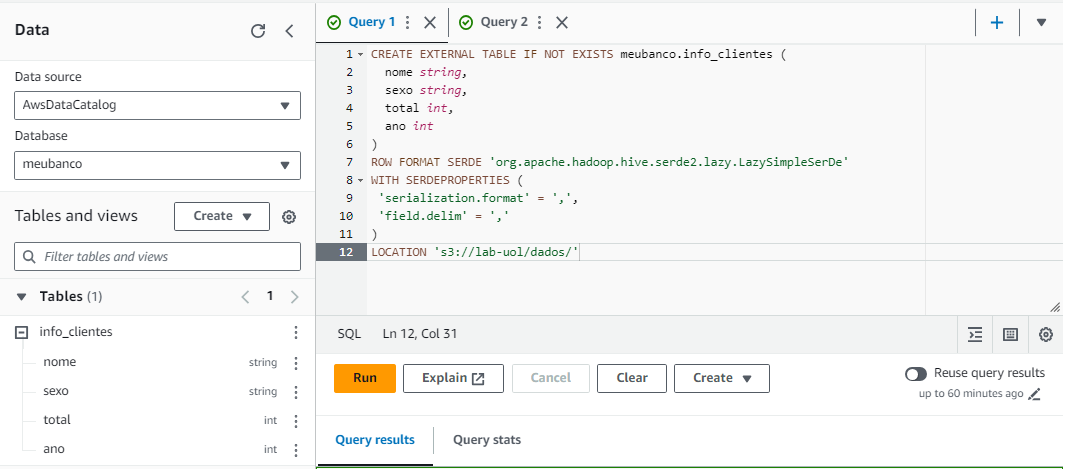 Data
Data source
AwsDataCatalog
Database
meubanco
Tables and views
Create
Filter tables and views
Tables (1)
1
info_clientes
nome string
sexo string
total int
ano int
Query 1
Query 2
1 CREATE EXTERNAL TABLE IF NOT EXISTS meubanco.info_clientes (
2 nome string,
3 sexo string,
4 total int,
5 ano int
6 )
7 ROW FORMAT SERDE 'org.apache.hadoop.hive.serde2.lazy.LazySimpleSerDe'
8 WITH SERDEPROPERTIES (
9 'serialization.format' = ',',
10 'field.delim' = ','
11 )
12 LOCATION 's3://lab-uol/dados/'
SQL Ln 12, Col 31
Run Explain Cancel Clear Create
Reuse query results
up to 60 minutes ago
Query results Query stats